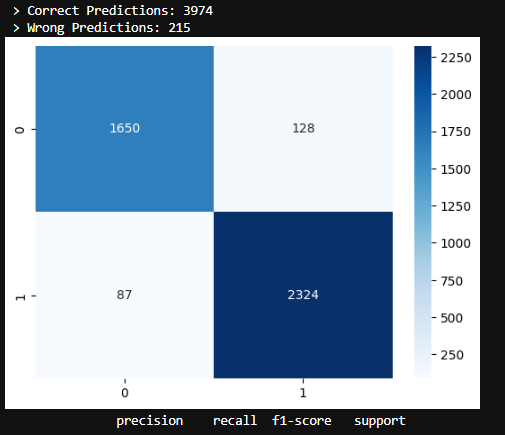 > Correct Predictions: 3974
> Wrong Predictions: 215
2250
2000
0 1650 128
1750
1500
1250
1000
750
1 87 2324
500
250
0 1
precision recall f1-score support